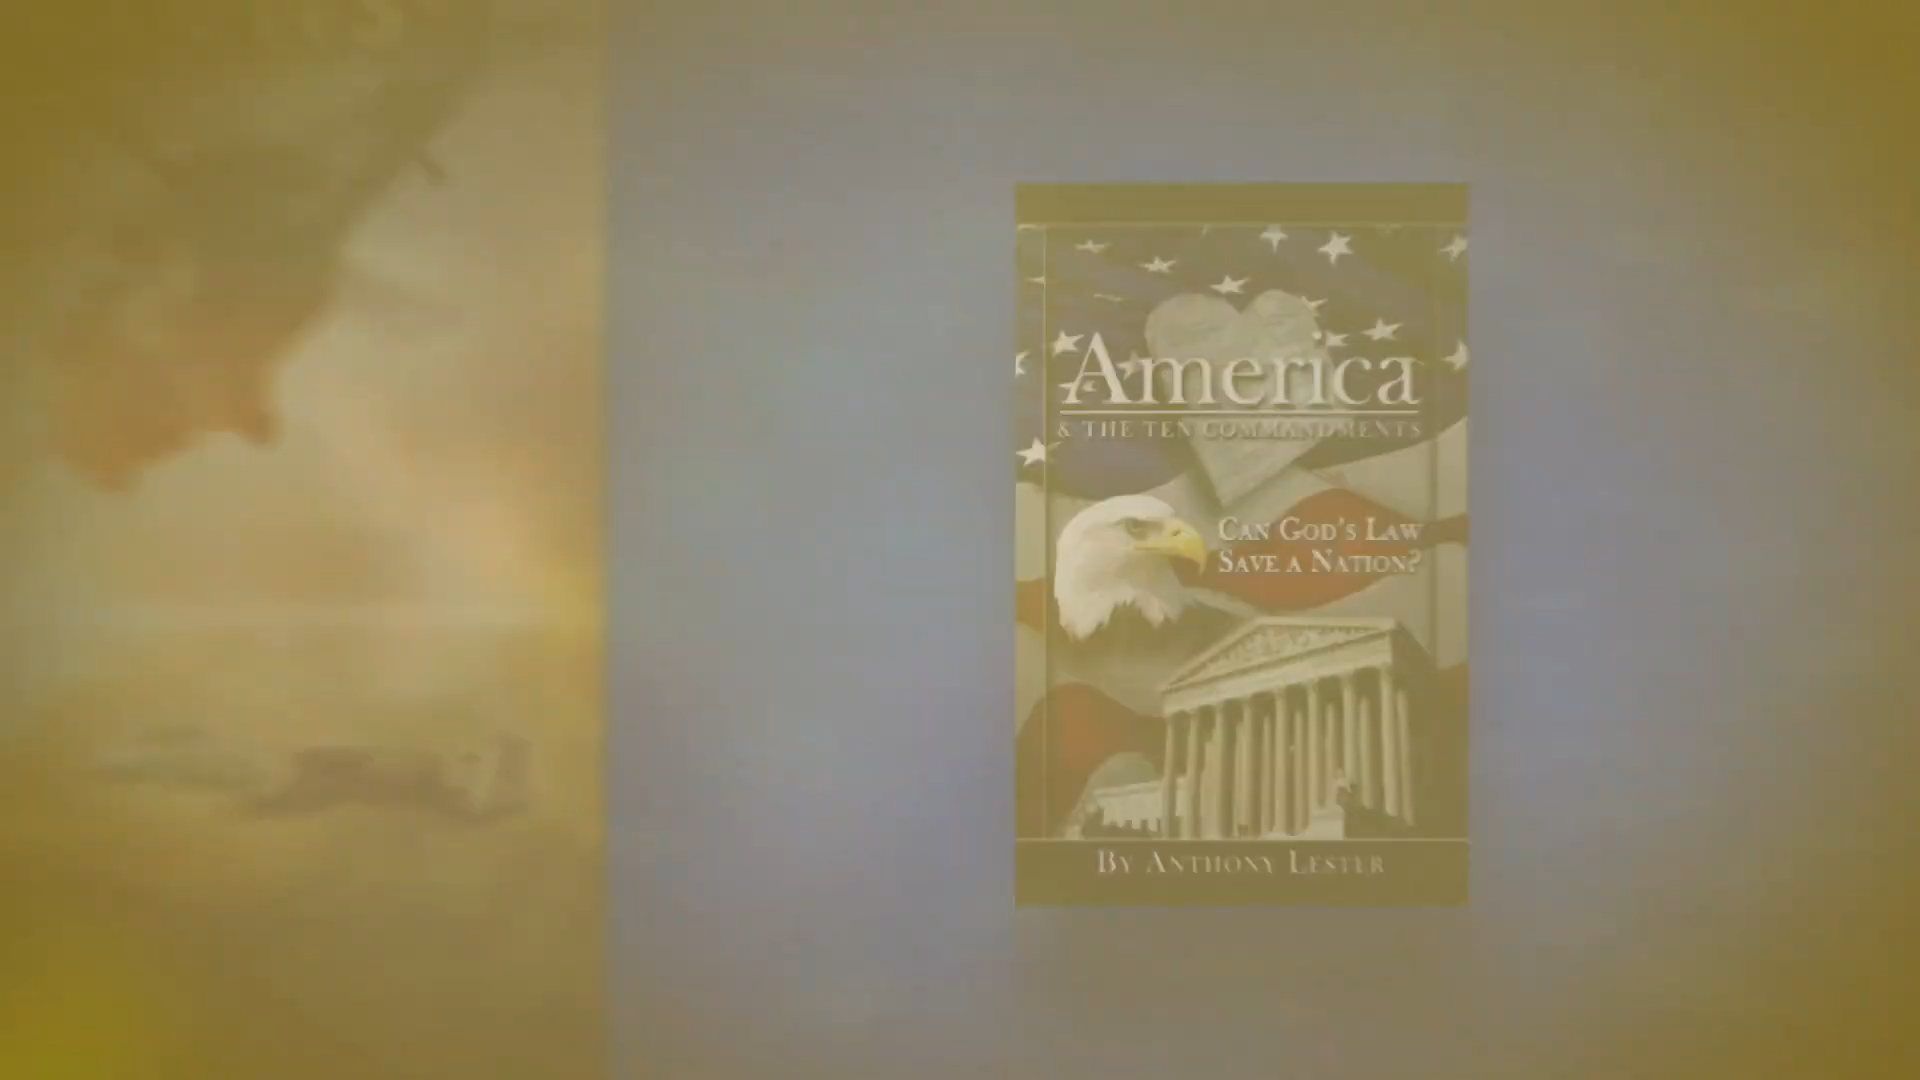 America
& THE TEN COMMANDMENTS
CAN GOD'S LAW
SAVE A NATION?
BY ANTHONY LESTER